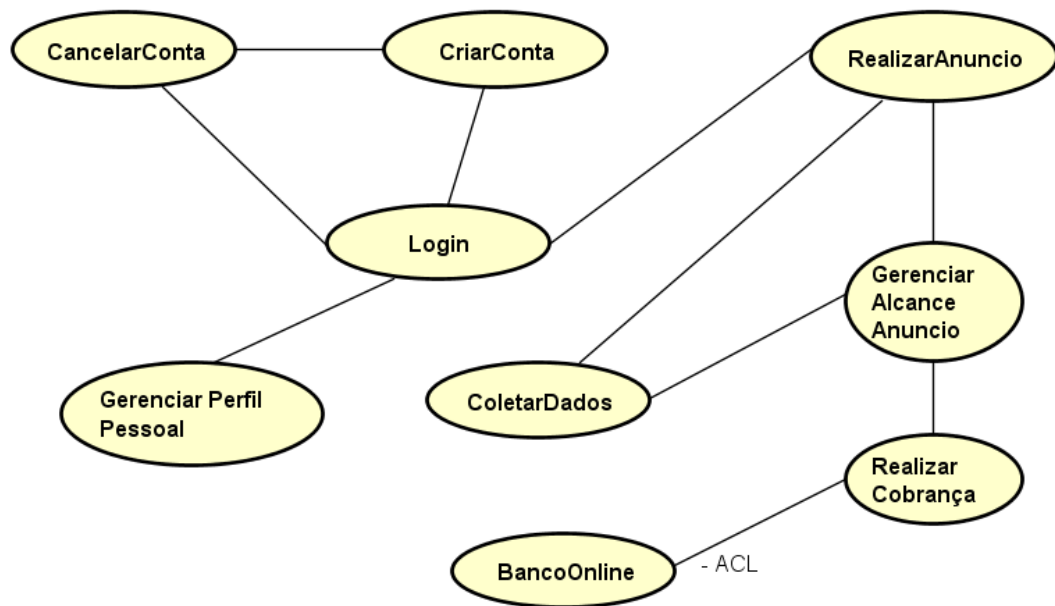 CancelarConta
CriarConta
RealizarAnuncio
Login
Gerenciar
Alcance
Anuncio
Gerenciar Perfil
Pessoal
ColetarDados
Realizar
Cobrança
BancoOnline
- ACL